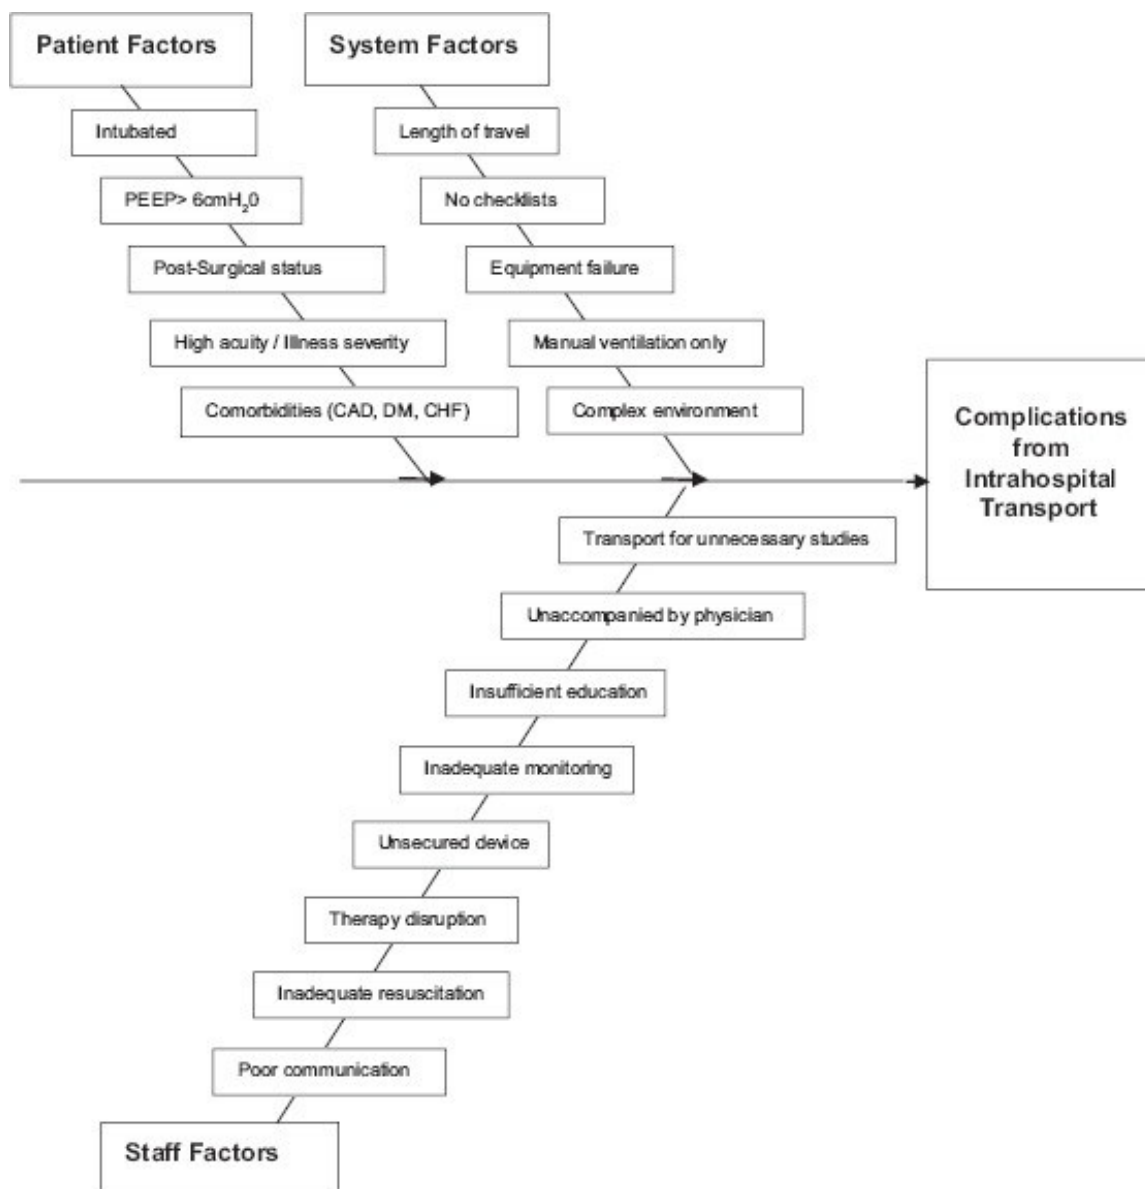 Patient Factors
System Factors
Intubated
PEEP> 6cmH₂0
Post-Surgical status
High acuity / Illness severity
Comorbidities (CAD, DM, CHF)
Length of travel
No checklists
Equipment failure
Manual ventilation only
Complex environment
Complications
from
Intrahospital
Transport
Transport for unnecessary studies
Unaccompanied by physician
Insufficient education
Inadequate monitoring
Unsecured device
Therapy disruption
Inadequate resuscitation
Poor communication
Staff Factors